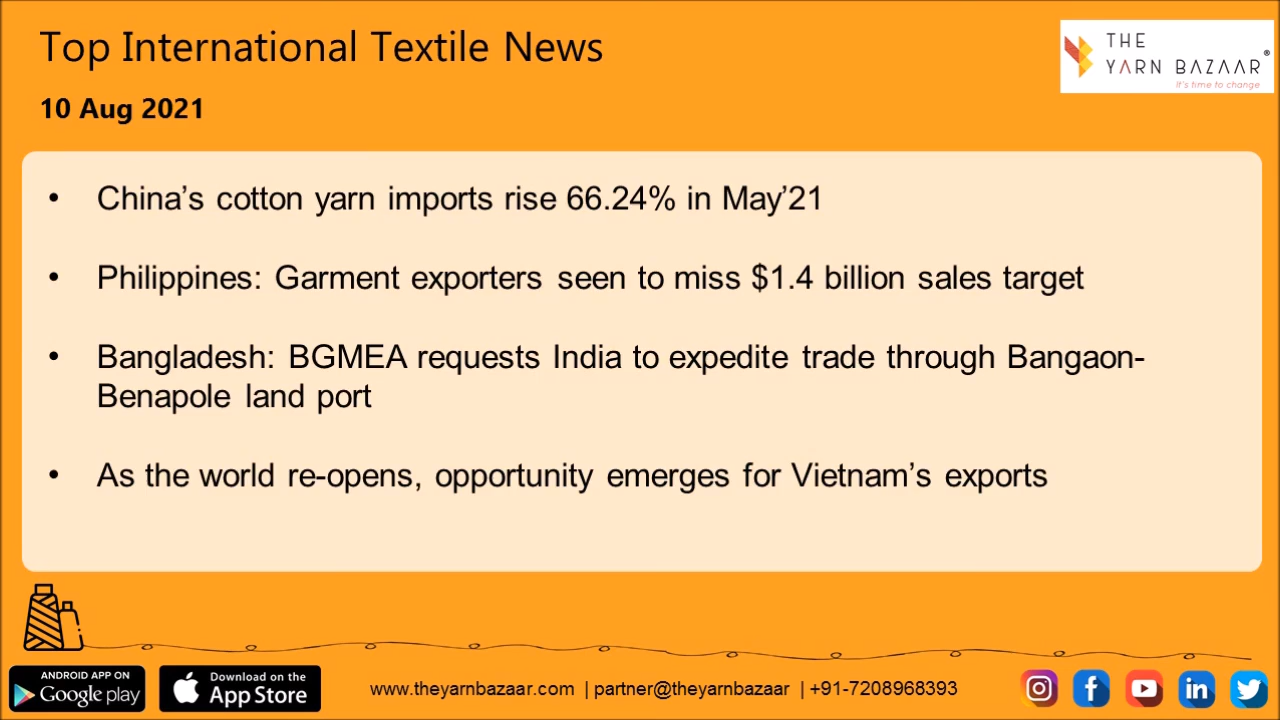 Top International Textile News
10 Aug 2021
THE
YARN BAZAAR®
it's time to change
• China’s cotton yarn imports rise 66.24% in May’21
• Philippines: Garment exporters seen to miss $1.4 billion sales target
• Bangladesh: BGMEA requests India to expedite trade through Bangaon-
Benapole land port
• As the world re-opens, opportunity emerges for Vietnam’s exports
ANDROID APP ON
Google play
Download on the
App Store
www.theyarnbazaar.com | partner@theyarnbazaar | +91-7208968393